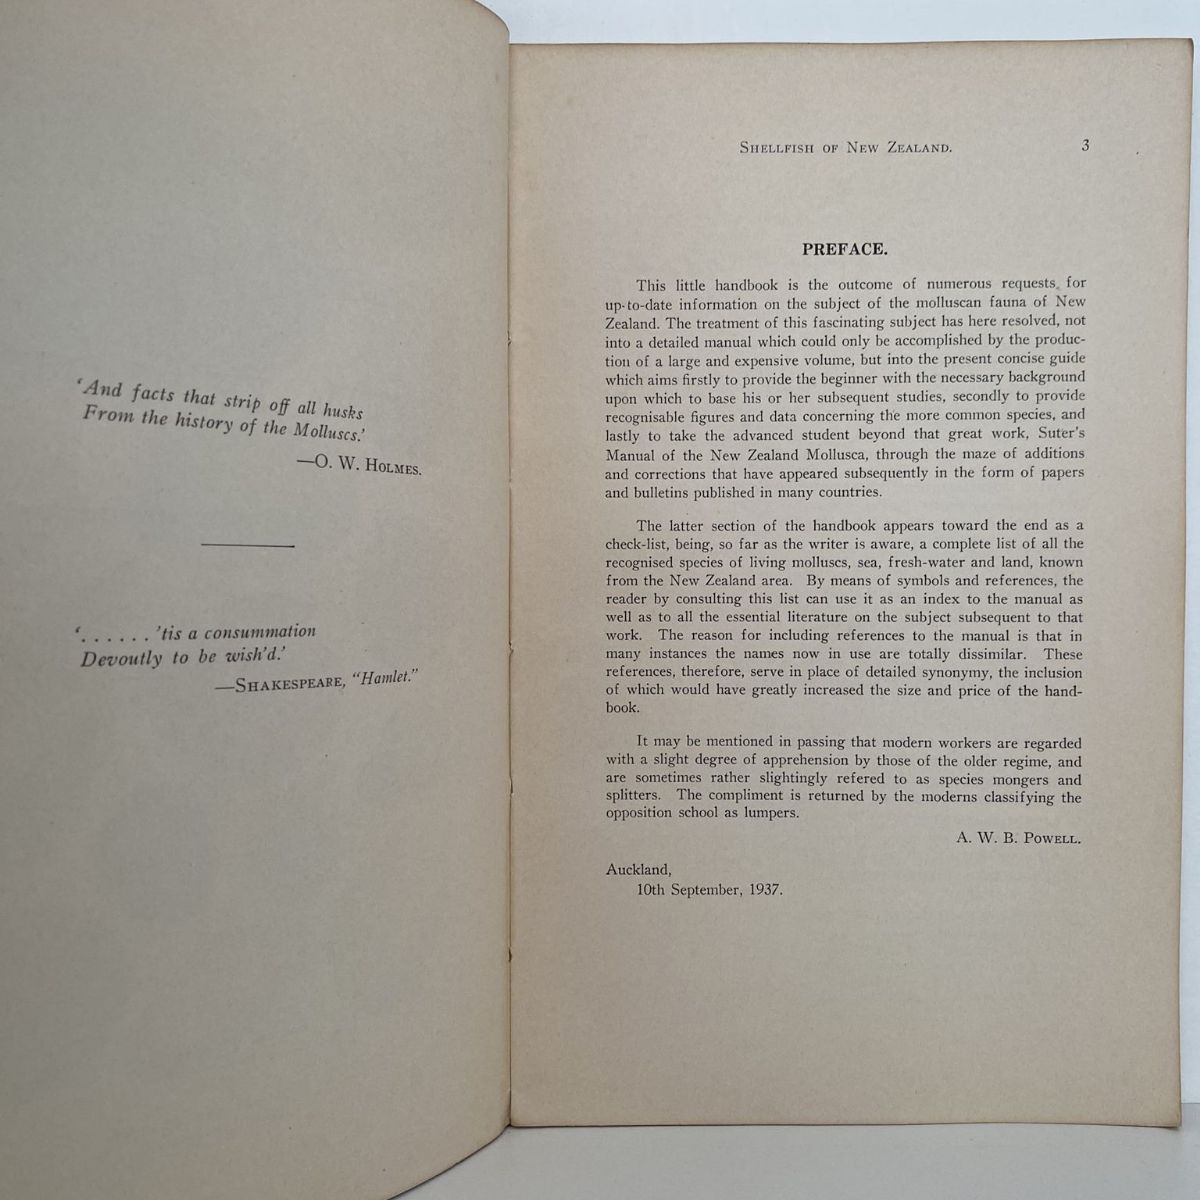 ‘And facts that strip off all husks
From the history of the Molluscs.’
—O. W. Holmes.
‘. . . . . . ’tis a consummation
Devoutly to be wish’d.’
—Shakespeare, “Hamlet.”
Shellfish of New Zealand. 3
PREFACE.
This little handbook is the outcome of numerous requests for
up-to-date information on the subject of the molluscan fauna of New
Zealand. The treatment of this fascinating subject has here resolved, not
into a detailed manual which could only be accomplished by the produc-
tion of a large and expensive volume, but into the present concise guide
which aims firstly to provide the beginner with the necessary background
upon which to base his or her subsequent studies, secondly to provide
recognisable figures and data concerning the more common species, and
lastly to take the advanced student beyond that great work, Suter’s
Manual of the New Zealand Mollusca, through the maze of additions
and corrections that have appeared subsequently in the form of papers
and bulletins published in many countries.
The latter section of the handbook appears toward the end as a
check-list, being, so far as the writer is aware, a complete list of all the
recognised species of living molluscs, sea, fresh-water and land, known
from the New Zealand area. By means of symbols and references, the
reader by consulting this list can use it as an index to the manual as
well as to all the essential literature on the subject subsequent to that
work. The reason for including references to the manual is that in
many instances the names now in use are totally dissimilar. These
references, therefore, serve in place of detailed synonymy, the inclusion
of which would have greatly increased the size and price of the hand-
book.
It may be mentioned in passing that modern workers are regarded
with a slight degree of apprehension by those of the older regime, and
are sometimes rather slightingly refered to as species mongers and
splitters. The compliment is returned by the moderns classifying the
opposition school as lumpers.
A. W. B. Powell.
Auckland,
10th September, 1937.